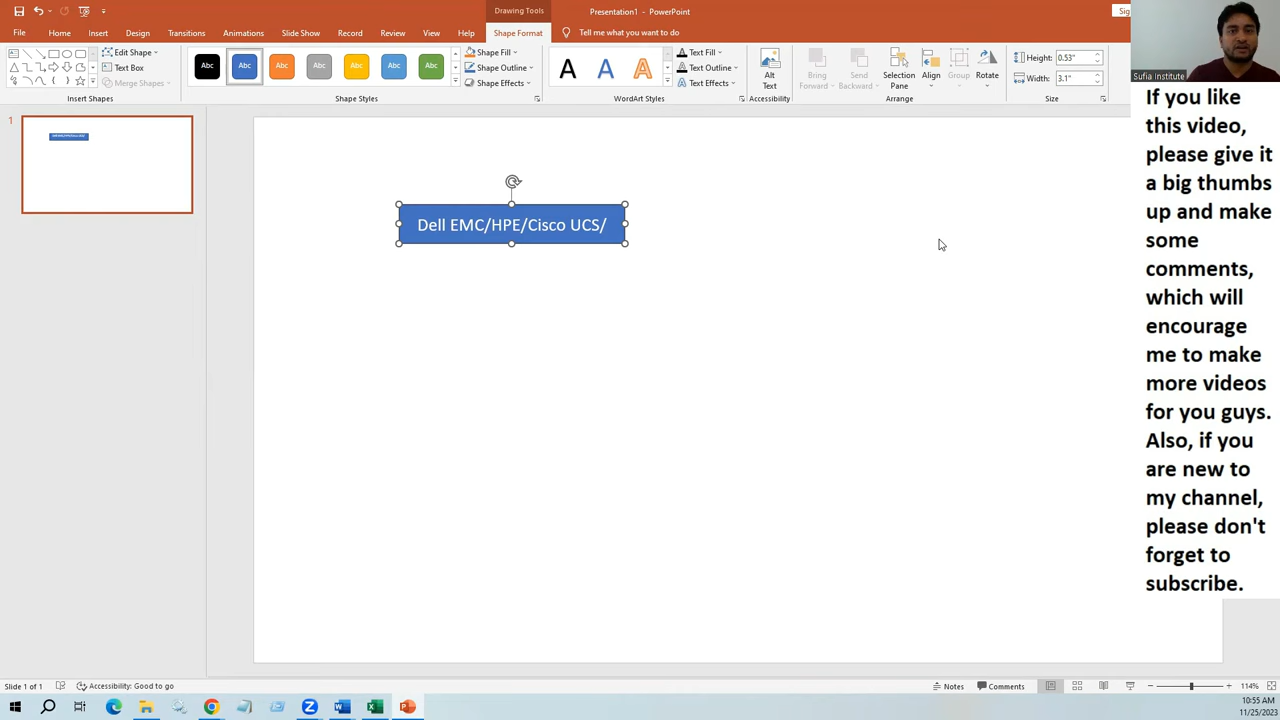 Drawing Tools
Presentation1 - PowerPoint
Sig
File Home Insert Design Transitions Animations Slide Show Record Review View Help Shape Format Tell me what you want to do
Edit Shape
Text Box
Merge Shapes
Insert Shapes
Abc Abc Abc Abc Abc Abc Abc
Shape Styles
Shape Fill
Shape Outline
Shape Effects
A A A
WordArt Styles
Text Fill
Text Outline
Text Effects
Alt
Text
Accessibility
Bring
Forward
Send
Backward
Selection
Pane
Align
Group
Rotate
Arrange
Height: 0.53"
Width: 3.1"
Size
Sufia Institute
1
Dell EMC/HPE/Cisco UCS/
If you like
this video,
please give it
a big thumbs
up and make
some
comments,
which will
encourage
me to make
more videos
for you guys.
Also, if you
are new to
my channel,
please don't
forget to
subscribe.
Slide 1 of 1 Accessibility: Good to go
Notes Comments 114%
10:55 AM
11/25/2023